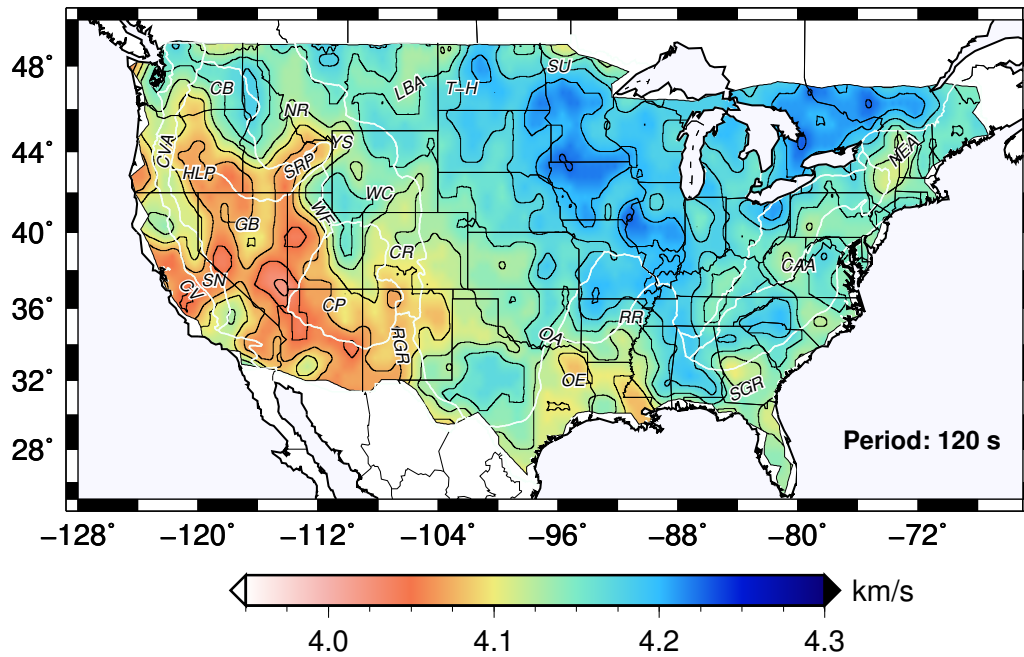 48°
44°
40°
36°
32°
28°
SU
CB
LBA
T-H
NR
CVA
YS
NEA
SRP
HLP
WC
WF
GB
CR
CAA
SN
CV
CP
RR
RGR
OA
OE
SGR
Period: 120 s
−128° −120° −112° −104° −96° −88° −80° −72°
km/s
4.0 4.1 4.2 4.3